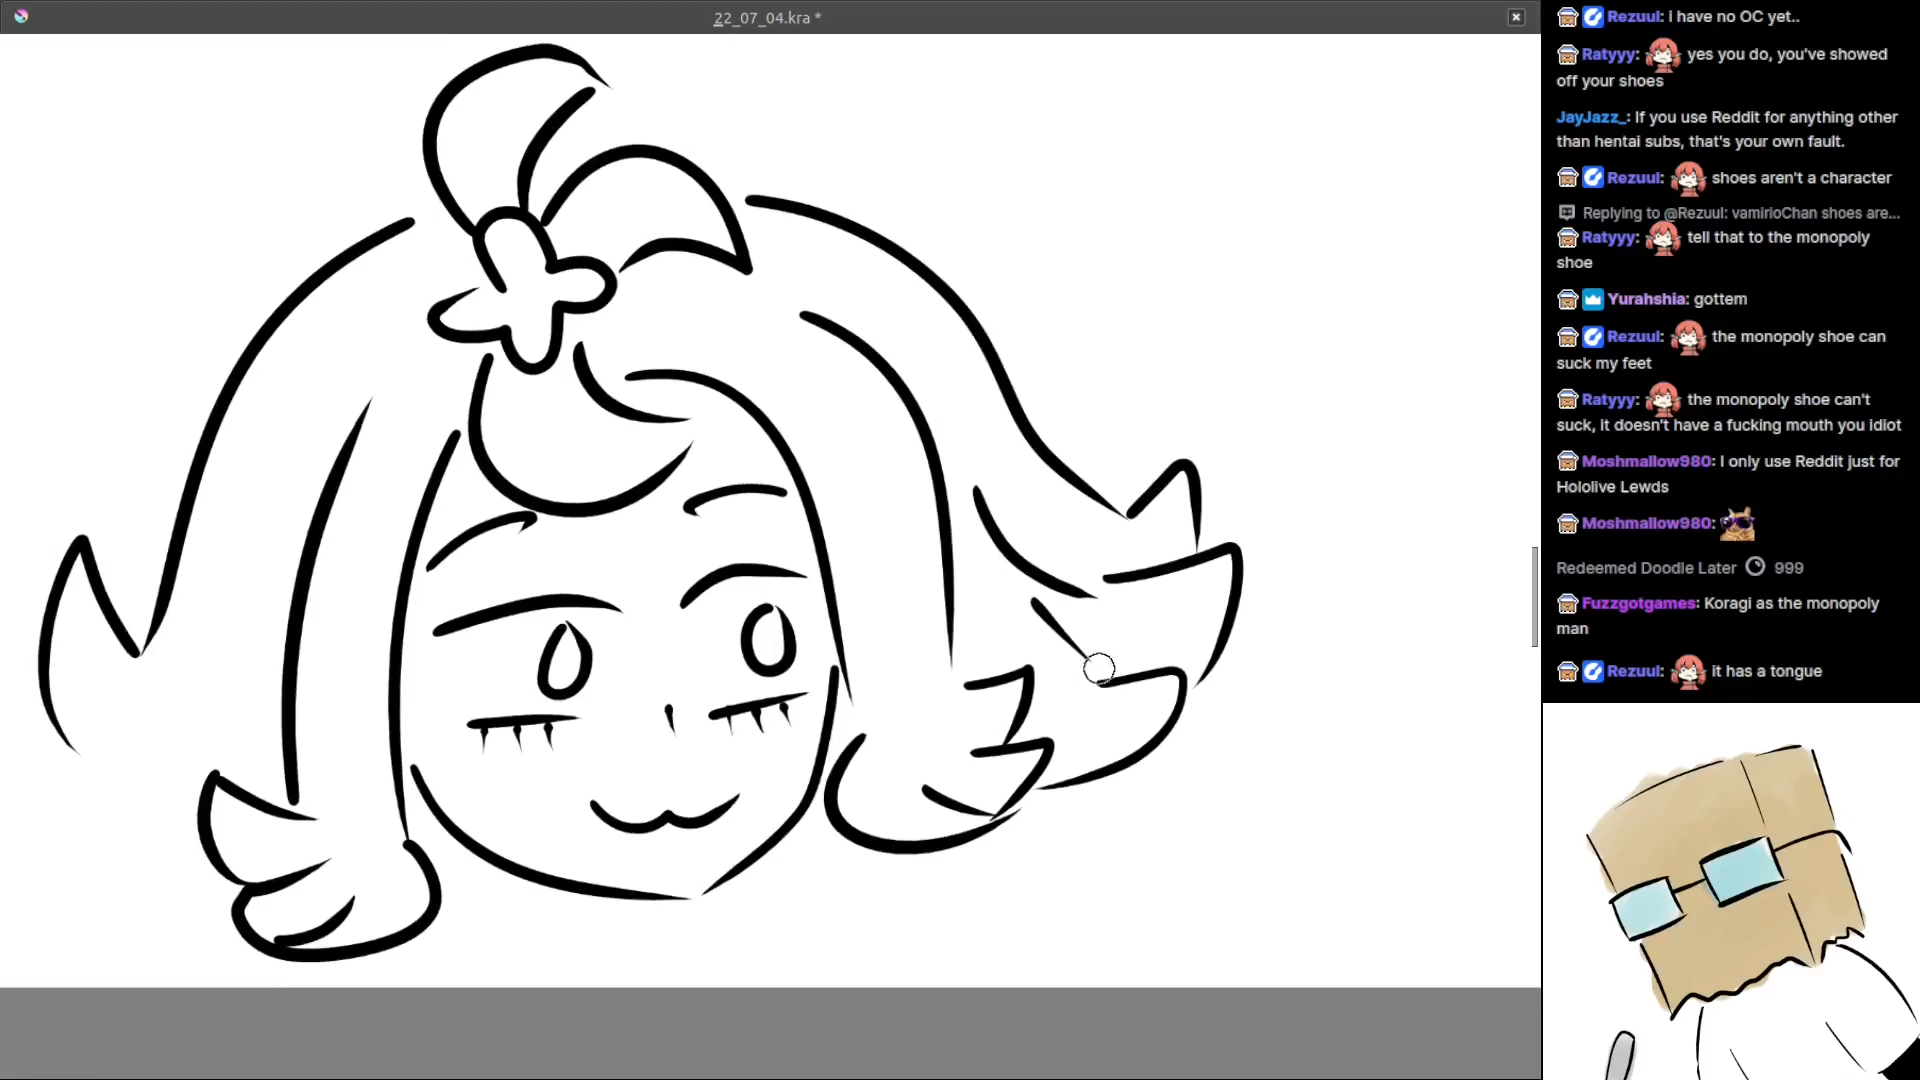 22_07_04.kra *
Rezuul: i have no OC yet..
Ratyyy: yes you do, you've showed
off your shoes
JayJazz_: If you use Reddit for anything other
than hentai subs, that's your own fault.
Rezuul: shoes aren't a character
Replying to @Rezuul: vamirioChan shoes are...
Ratyyy: tell that to the monopoly
shoe
Yurahshia: gottem
Rezuul: the monopoly shoe can
suck my feet
Ratyyy: the monopoly shoe can't
suck, it doesn't have a fucking mouth you idiot
Moshmallow980: I only use Reddit just for
Hololive Lewds
Moshmallow980:
Redeemed Doodle Later 999
Fuzzgotgames: Koragi as the monopoly
man
Rezuul: it has a tongue